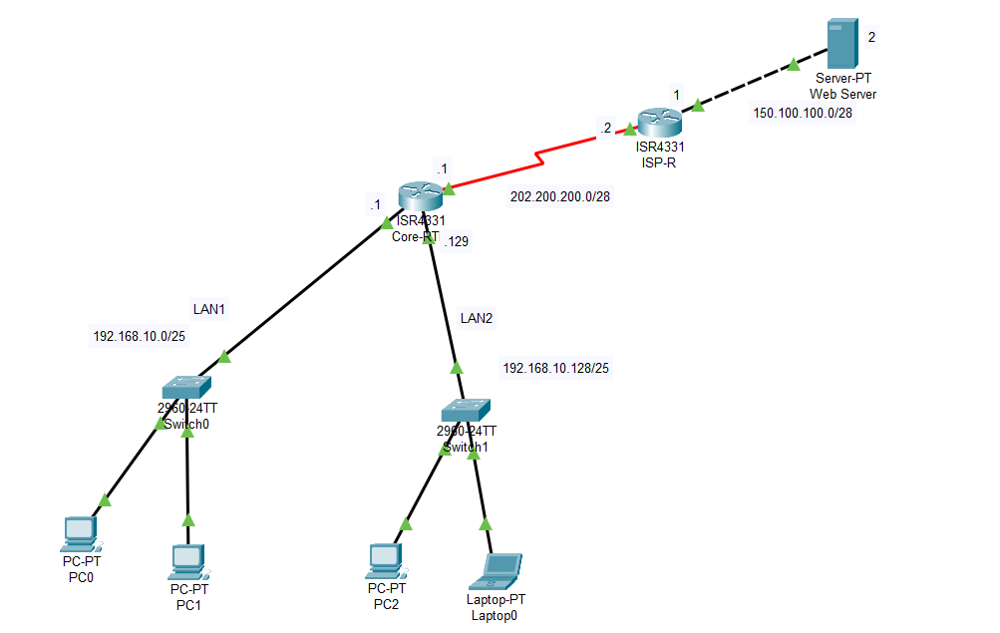 2
Server-PT
Web Server
150.100.100.0/28
1
.2
ISR4331
ISP-R
202.200.200.0/28
.1
.1
ISR4331
Core-RT
.129
LAN1
192.168.10.0/25
LAN2
192.168.10.128/25
2960-24TT
Switch0
2960-24TT
Switch1
PC-PT
PC0
PC-PT
PC1
PC-PT
PC2
Laptop-PT
Laptop0